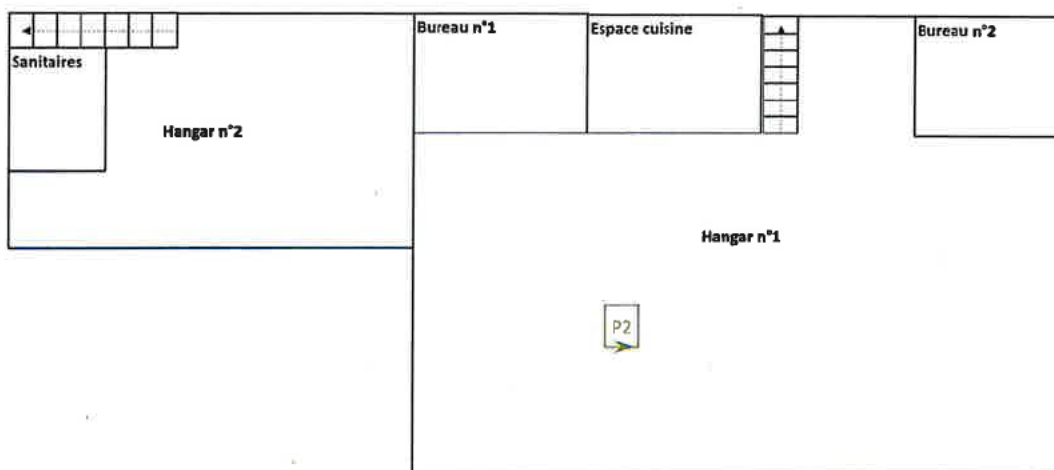 Bureau n°1
Espace cuisine
Bureau n°2
Sanitaires
Hangar n°2
Hangar n°1
P2